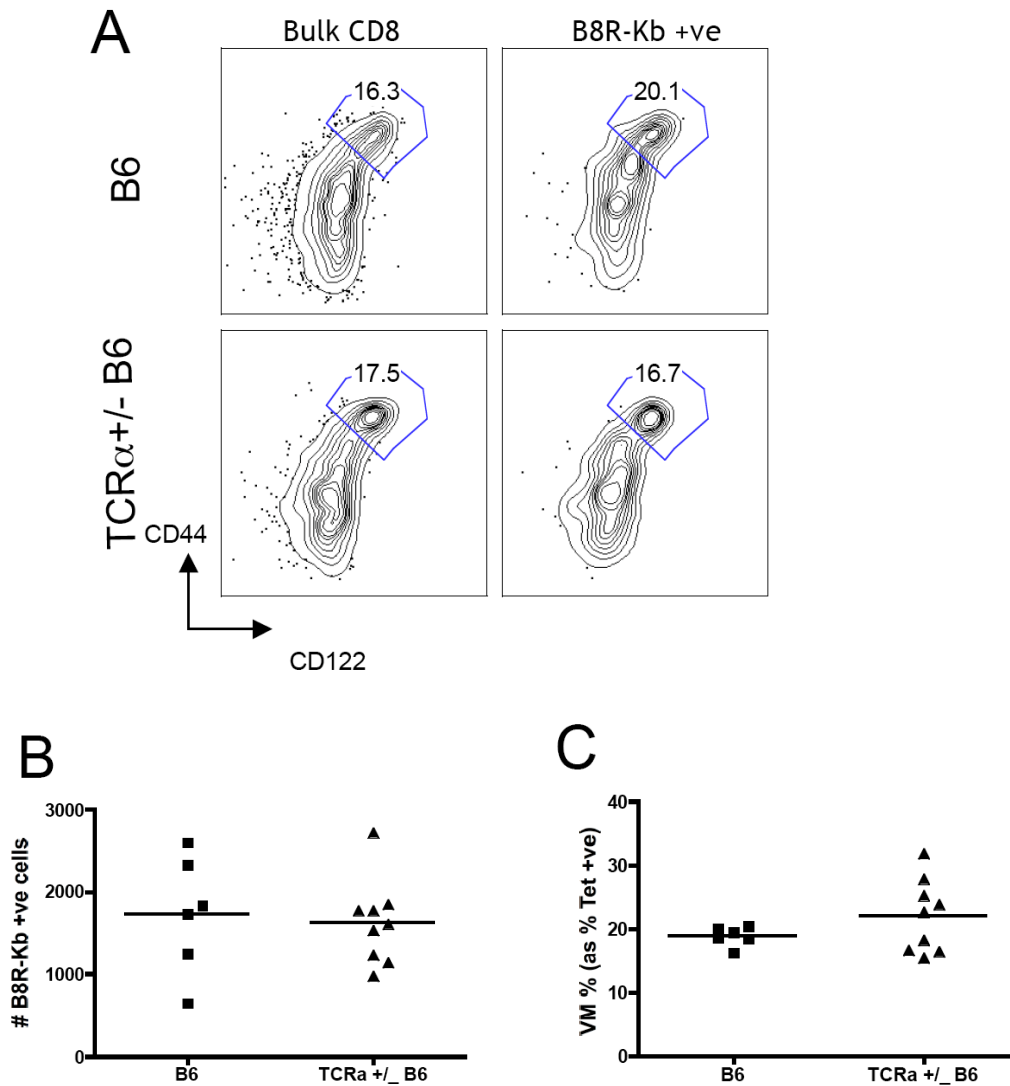 A
Bulk CD8
B8R-Kb +ve
B6
16.3
20.1
TCRα+/- B6
17.5
16.7
CD44
CD122
B
# B8R-Kb +ve cells
3000
2000
1000
0
B6
TCRa +/_ B6
C
VM % (as % Tet +ve)
40
30
20
10
0
B6
TCRa +/_ B6